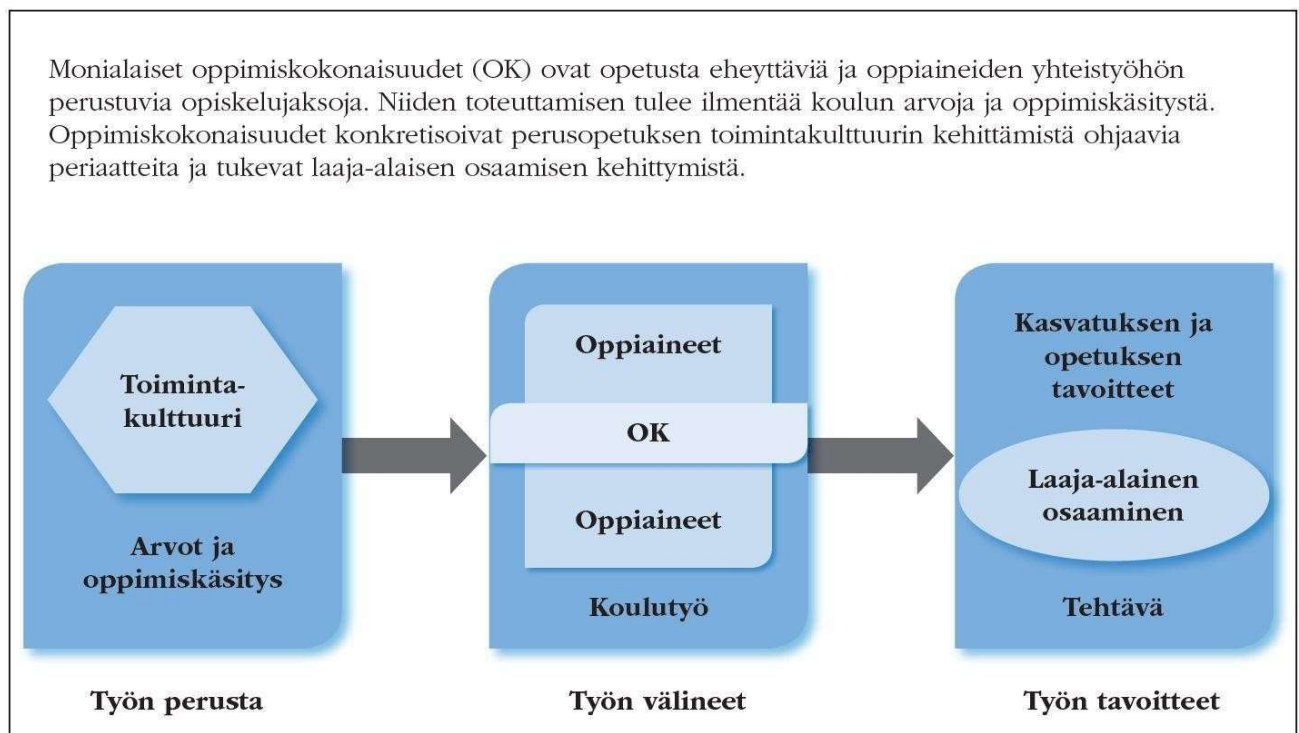 Monialaiset oppimiskokonaisuudet (OK) ovat opetusta eheyttäviä ja oppiaineiden yhteistyöhön
perustuvia opiskelujaksoja. Niiden toteuttamisen tulee ilmentää koulun arvoja ja oppimiskäsitystä.
Oppimiskokonaisuudet konkretisoivat perusopetuksen toimintakulttuurin kehittämistä ohjaavia
periaatteita ja tukevat laaja-alaisen osaamisen kehittymistä.
Toiminta-
kulttuuri
Arvot ja
oppimiskäsitys
Työn perusta
Oppiaineet
OK
Oppiaineet
Koulutyö
Työn välineet
Kasvatuksen ja
opetuksen
tavoitteet
Laaja-alainen
osaaminen
Tehtävä
Työn tavoitteet